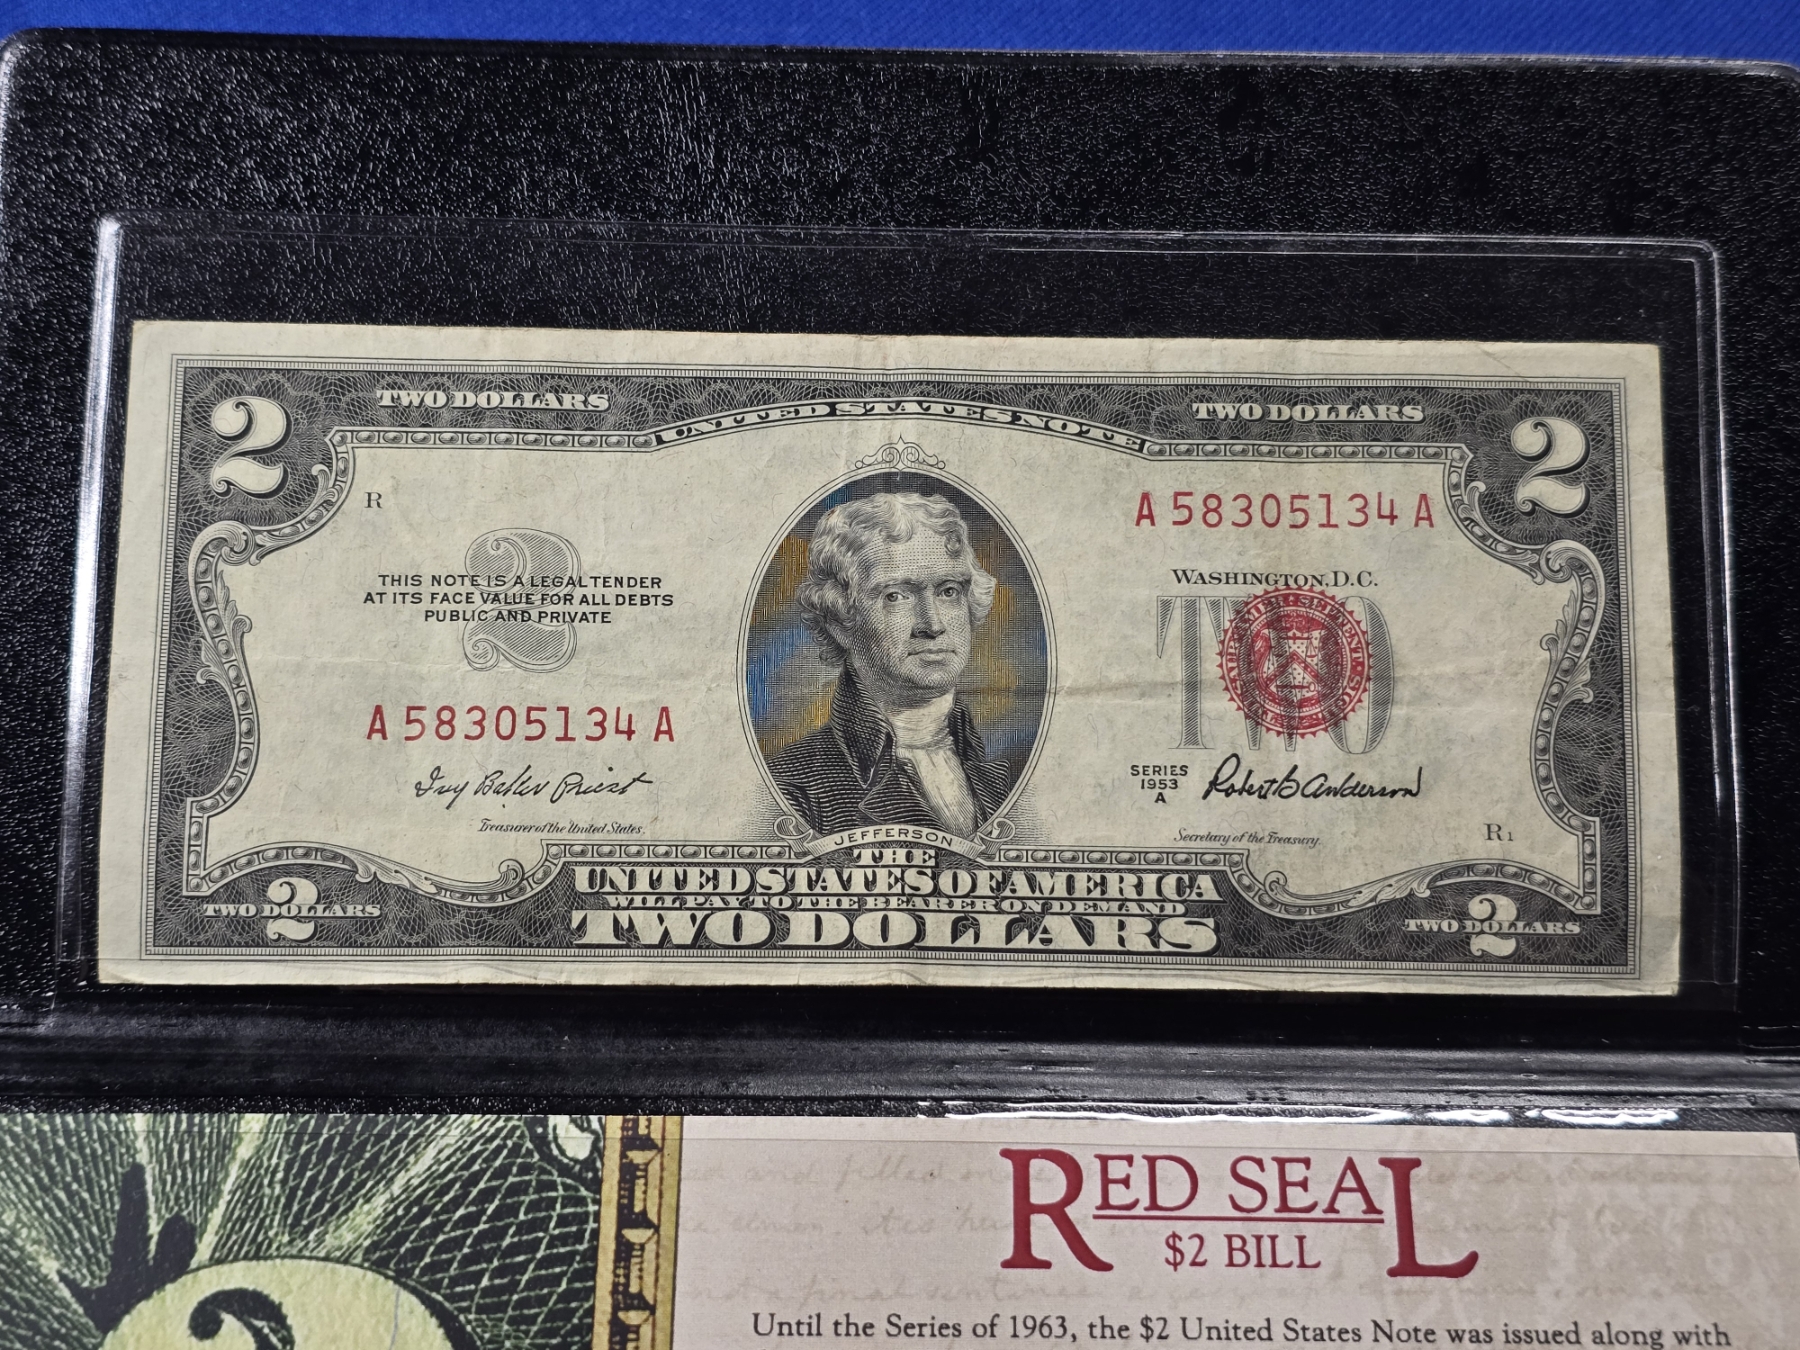 2 TWO DOLLARS UNITED STATES NOTE TWO DOLLARS 2
R
A 58305134 A
2
THIS NOTE IS A LEGAL TENDER
AT ITS FACE VALUE FOR ALL DEBTS
PUBLIC AND PRIVATE
WASHINGTON, D.C.
TWO
A 58305134 A
Ivy Baker Priest
Treasurer of the United States.
SERIES
1953
A
Robert B Anderson
Secretary of the Treasury.
R1
JEFFERSON
THE
UNITED STATES OF AMERICA
WILL PAY TO THE BEARER ON DEMAND
TWO DOLLARS
TWO DOLLARS 2
TWO DOLLARS 2
RED SEAL
$2 BILL
Until the Series of 1963, the $2 United States Note was issued along with